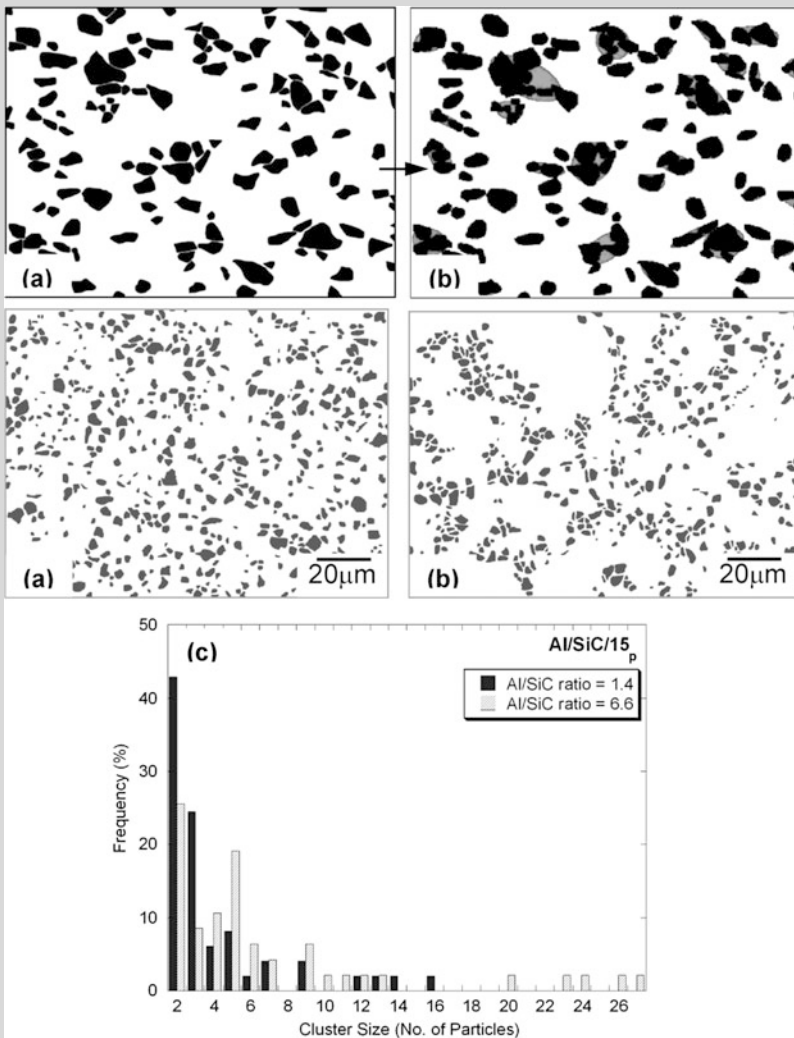 (a)
(b)
(a)
20μm
(b)
20μm
(c)
Al/SiC/15p
Al/SiC ratio = 1.4
Al/SiC ratio = 6.6
50
40
30
20
10
0
Frequency (%)
2 4 6 8 10 12 14 16 18 20 22 24 26
Cluster Size (No. of Particles)